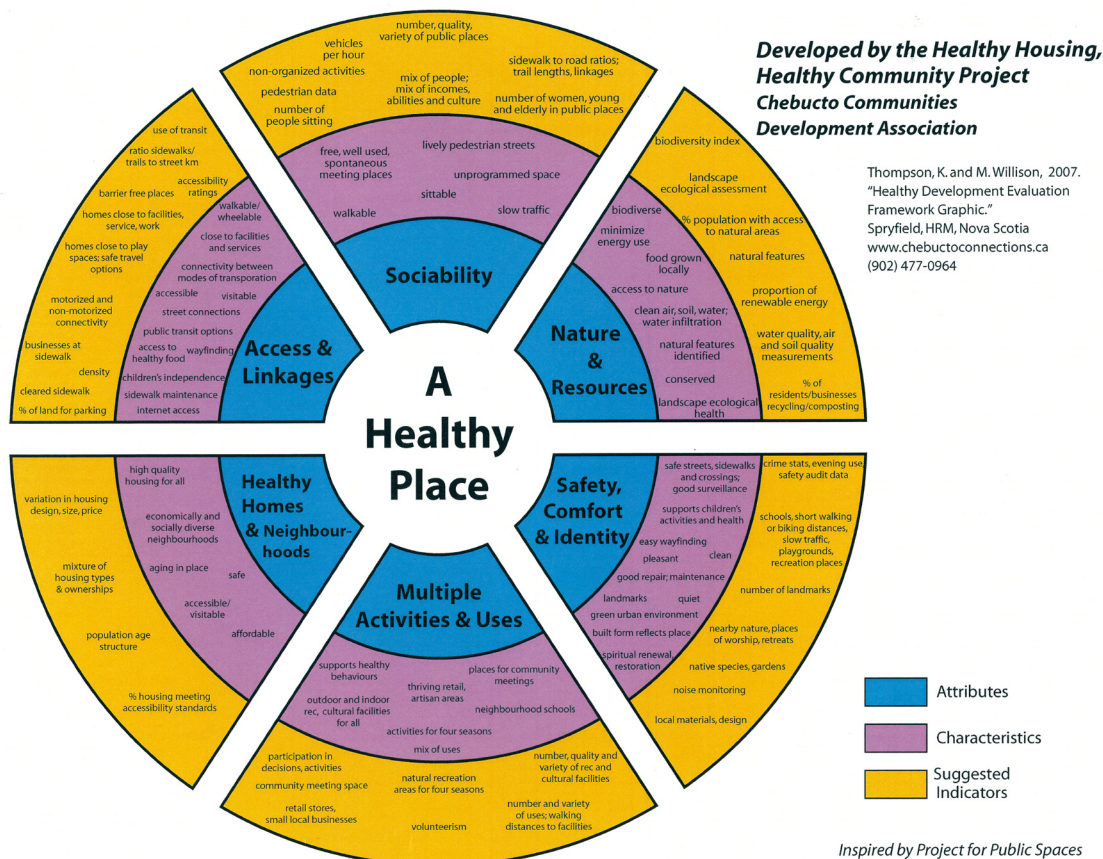 Developed by the Healthy Housing,
Healthy Community Project
Chebucto Communities
Development Association
Thompson, K. and M. Willison, 2007.
"Healthy Development Evaluation
Framework Graphic."
Spryfield, HRM, Nova Scotia
www.chebuctoconnections.ca
(902) 477-0964
A
Healthy
Place
Sociability
free, well used,
spontaneous
meeting places
lively pedestrian streets
unprogrammed space
sittable
walkable
slow traffic
number, quality,
variety of public places
vehicles
per hour
non-organized activities
pedestrian data
number of
people sitting
mix of people;
mix of incomes,
abilities and culture
sidewalk to road ratios;
trail lengths, linkages
number of women, young
and elderly in public places
Nature
&
Resources
biodiverse
minimize
energy use
food grown
locally
access to nature
clean air, soil, water;
water infiltration
natural features
identified
conserved
landscape ecological
health
biodiversity index
landscape
ecological assessment
% population with access
to natural areas
natural features
proportion of
renewable energy
water quality, air
and soil quality
measurements
% of
residents/businesses
recycling/composting
Safety,
Comfort
& Identity
safe streets, sidewalks
and crossings;
good surveillance
supports children's
activities and health
easy wayfinding
pleasant
clean
good repair; maintenance
landmarks
quiet
green urban environment
built form reflects place
spiritual renewal,
restoration
crime stats, evening use,
safety audit data
schools, short walking
or biking distances,
slow traffic,
playgrounds,
recreation places
number of landmarks
nearby nature, places
of worship, retreats
native species, gardens
noise monitoring
local materials, design
Multiple
Activities & Uses
supports healthy
behaviours
places for community
meetings
thriving retail,
artisan areas
outdoor and indoor
rec, cultural facilities
for all
neighbourhood schools
activities for four seasons
mix of uses
participation in
decisions, activities
community meeting space
retail stores,
small local businesses
natural recreation
areas for four seasons
volunteerism
number, quality and
variety of rec and
cultural facilities
number and variety
of uses; walking
distances to facilities
Healthy
Homes
& Neighbour-
hoods
high quality
housing for all
economically and
socially diverse
neighbourhoods
aging in place
safe
accessible/
visitable
affordable
variation in housing
design, size, price
mixture of
housing types
& ownerships
population age
structure
% housing meeting
accessibility standards
Access &
Linkages
walkable/
wheelable
close to facilities
and services
connectivity between
modes of transporation
accessible
visitable
street connections
public transit options
access to
healthy food
wayfinding
children's independence
sidewalk maintenance
internet access
use of transit
ratio sidewalks/
trails to street km
accessibility
ratings
barrier free places
homes close to facilities,
service, work
homes close to play
spaces; safe travel
options
motorized and
non-motorized
connectivity
businesses at
sidewalk
density
cleared sidewalk
% of land for parking
Attributes
Characteristics
Suggested
Indicators
Inspired by Project for Public Spaces